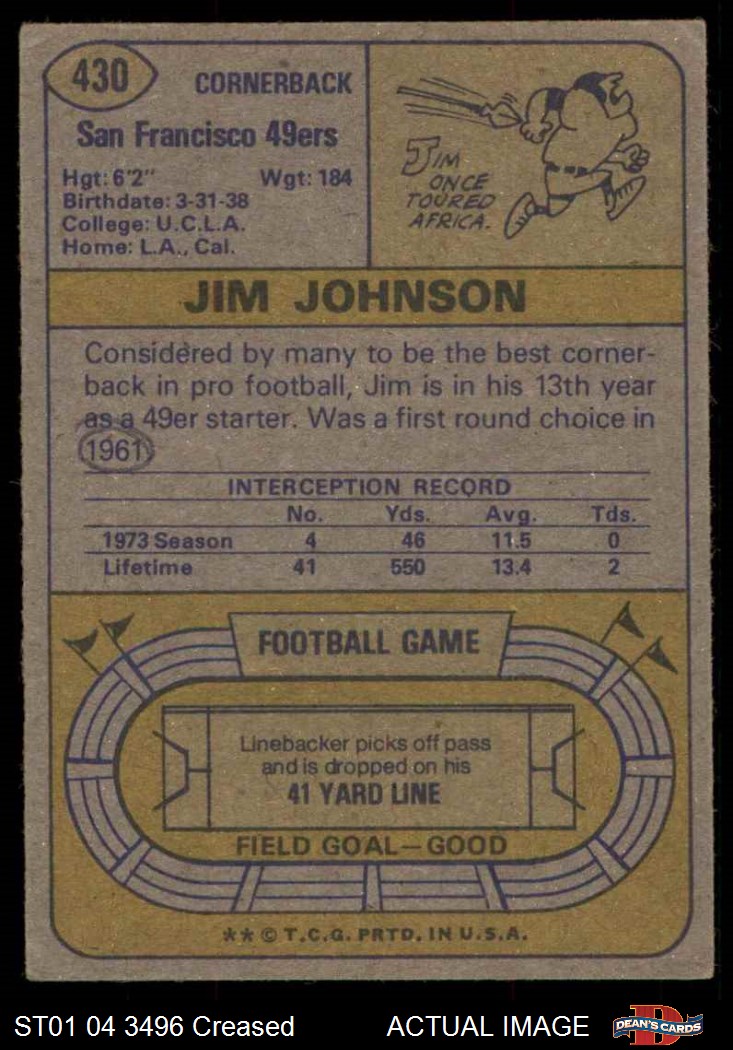 430
CORNERBACK
San Francisco 49ers
Hgt: 6'2" Wgt: 184
Birthdate: 3-31-38
College: U.C.L.A.
Home: L.A., Cal.
JIM
ONCE
TOURED
AFRICA.
JIM JOHNSON
Considered by many to be the best corner-
back in pro football, Jim is in his 13th year
as a 49er starter. Was a first round choice in
1961
INTERCEPTION RECORD
No. Yds. Avg. Tds.
1973 Season 4 46 11.5 0
Lifetime 41 550 13.4 2
FOOTBALL GAME
Linebacker picks off pass
and is dropped on his
41 YARD LINE
FIELD GOAL—GOOD
** © T.C.G. PRTD. IN U.S.A.
ST01 04 3496 Creased ACTUAL IMAGE
DEAN'S CARDS